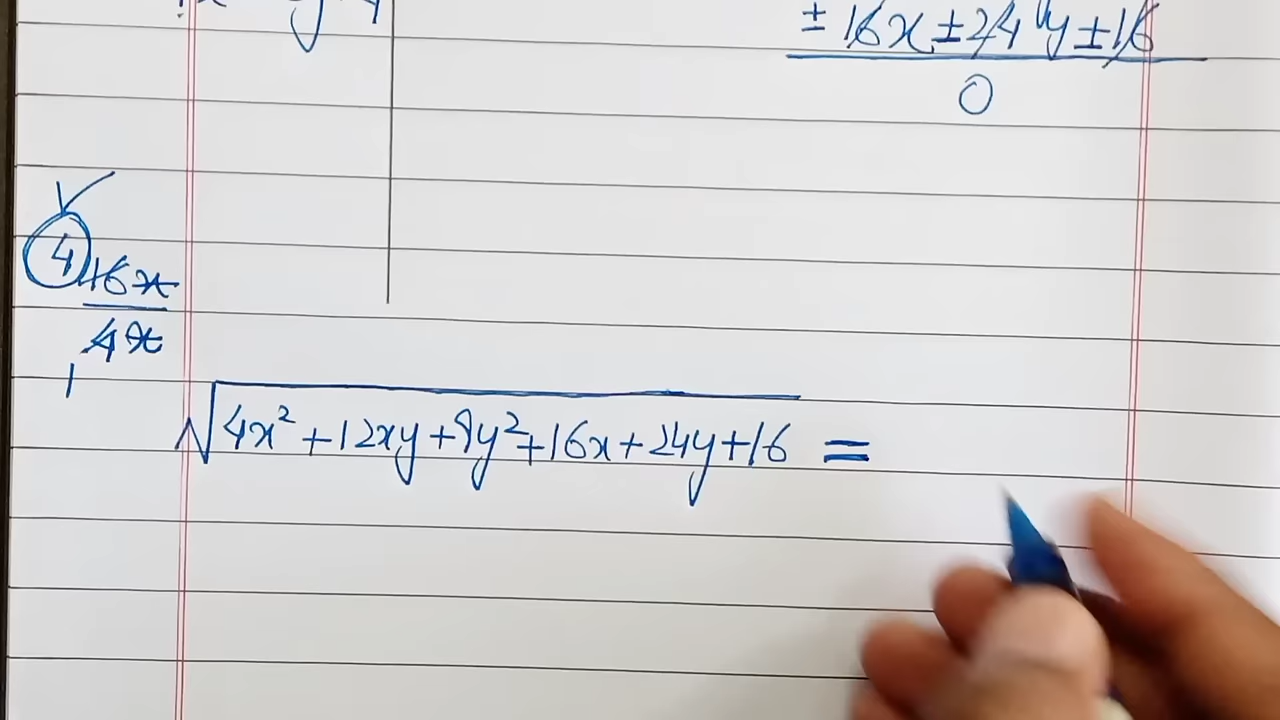 ± 16x ± 24y ± 16
0
4 16x
4x
1
√4x² + 12xy + 9y² + 16x + 24y + 16 =